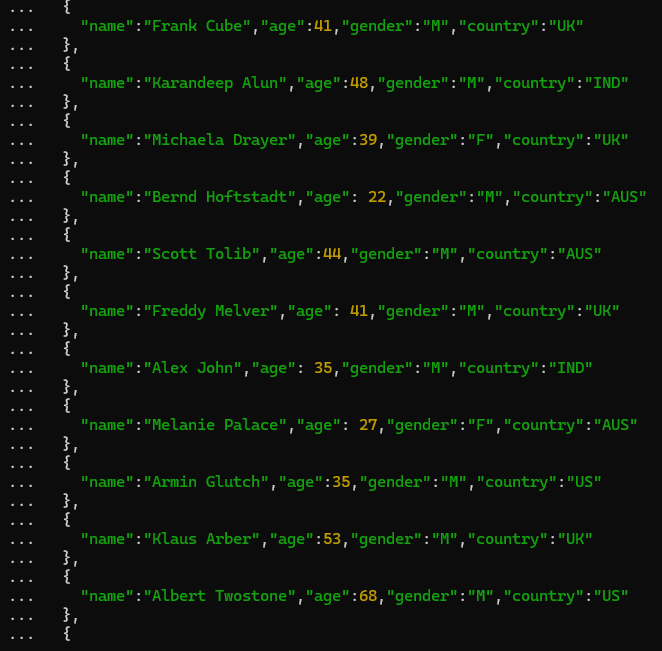 ...   {
...     "name":"Frank Cube","age":41,"gender":"M","country":"UK"
...   },
...   {
...     "name":"Karandeep Alun","age":48,"gender":"M","country":"IND"
...   },
...   {
...     "name":"Michaela Drayer","age":39,"gender":"F","country":"UK"
...   },
...   {
...     "name":"Bernd Hoftstadt","age": 22,"gender":"M","country":"AUS"
...   },
...   {
...     "name":"Scott Tolib","age":44,"gender":"M","country":"AUS"
...   },
...   {
...     "name":"Freddy Melver","age": 41,"gender":"M","country":"UK"
...   },
...   {
...     "name":"Alex John","age": 35,"gender":"M","country":"IND"
...   },
...   {
...     "name":"Melanie Palace","age": 27,"gender":"F","country":"AUS"
...   },
...   {
...     "name":"Armin Glutch","age":35,"gender":"M","country":"US"
...   },
...   {
...     "name":"Klaus Arber","age":53,"gender":"M","country":"UK"
...   },
...   {
...     "name":"Albert Twostone","age":68,"gender":"M","country":"US"
...   },
...   {